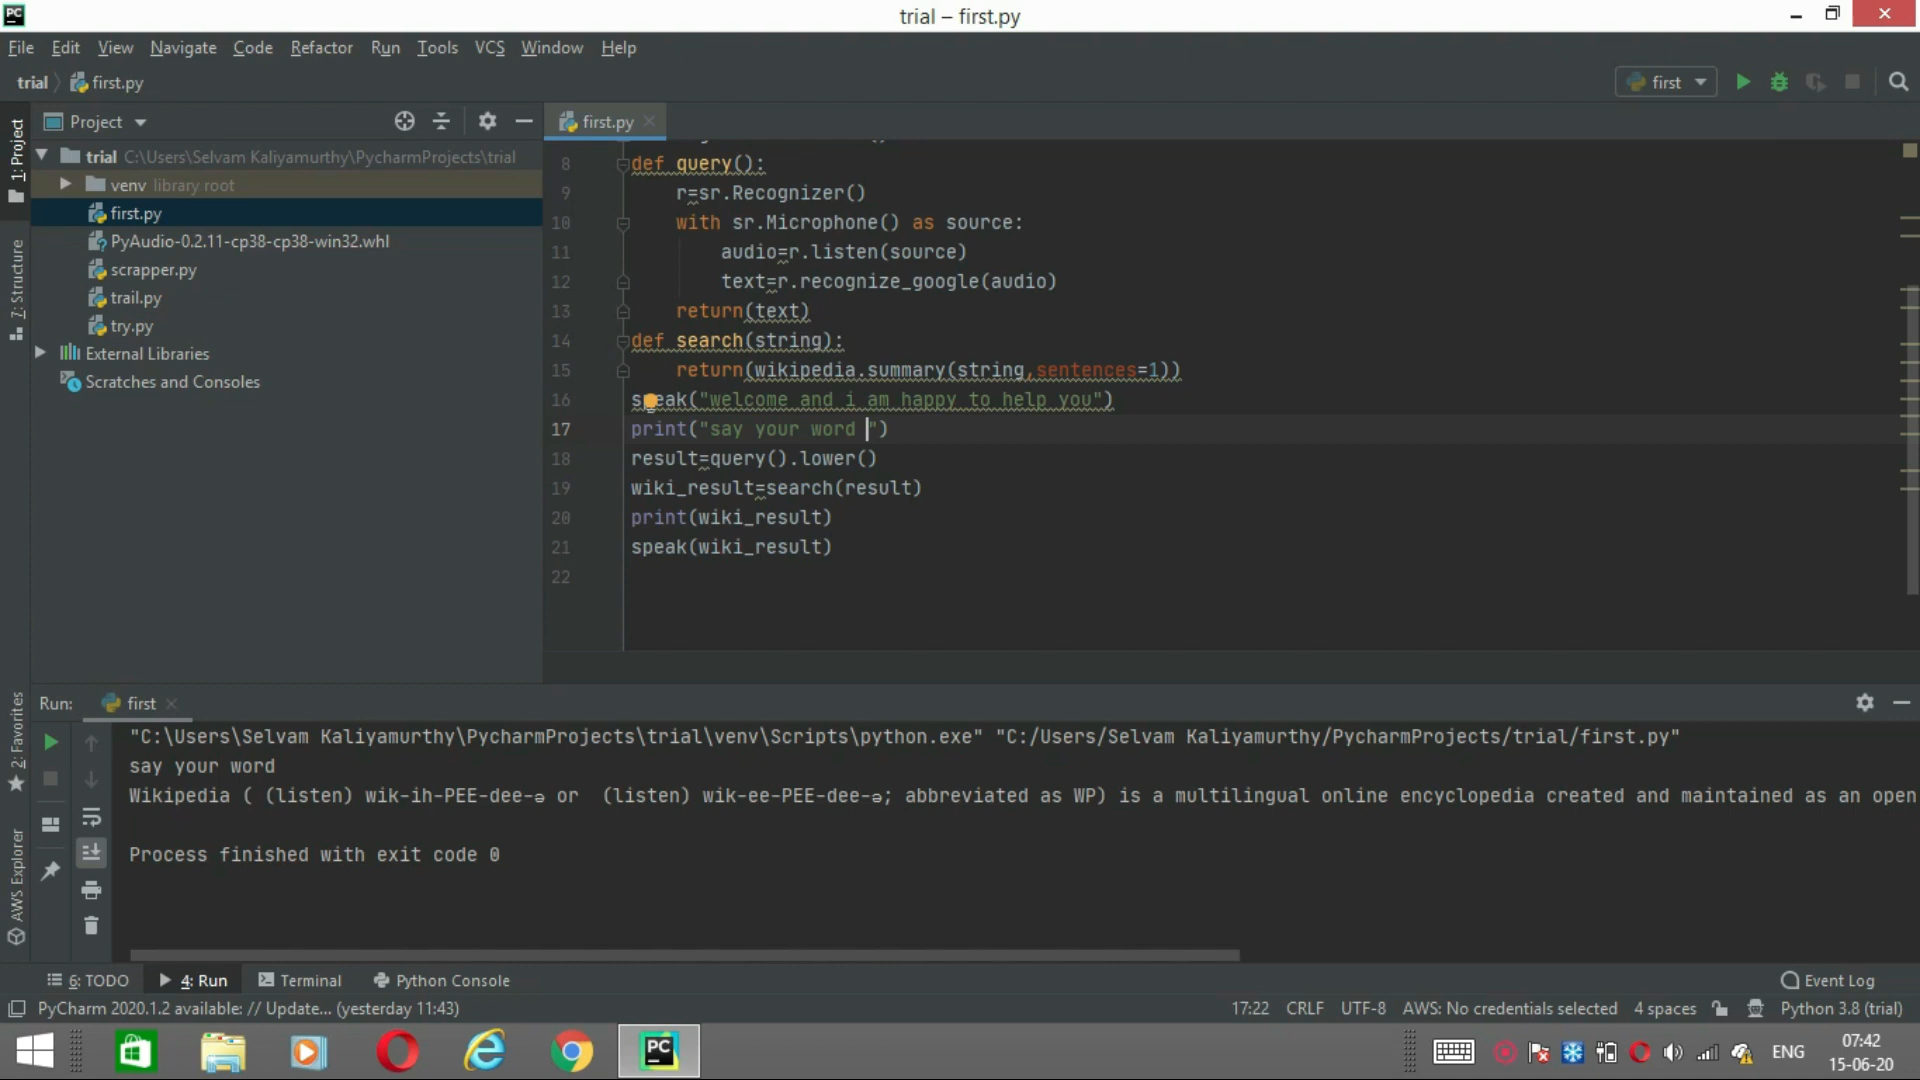 PC
trial – first.py
File Edit View Navigate Code Refactor Run Tools VCS Window Help
trial first.py
first
1: Project
Project
first.py
trial C:\Users\Selvam Kaliyamurthy\PycharmProjects\trial
venv library root
first.py
PyAudio-0.2.11-cp38-cp38-win32.whl
scrapper.py
trail.py
try.py
External Libraries
Scratches and Consoles
7: Structure
8 def query():
9 r=sr.Recognizer()
10 with sr.Microphone() as source:
11 audio=r.listen(source)
12 text=r.recognize_google(audio)
13 return(text)
14 def search(string):
15 return(wikipedia.summary(string,sentences=1))
16 speak("welcome and i am happy to help you")
17 print("say your word ")
18 result=query().lower()
19 wiki_result=search(result)
20 print(wiki_result)
21 speak(wiki_result)
22
2: Favorites
AWS Explorer
Run: first
"C:\Users\Selvam Kaliyamurthy\PycharmProjects\trial\venv\Scripts\python.exe" "C:/Users/Selvam Kaliyamurthy/PycharmProjects/trial/first.py"
say your word
Wikipedia ( (listen) wik-ih-PEE-dee-ə or (listen) wik-ee-PEE-dee-ə; abbreviated as WP) is a multilingual online encyclopedia created and maintained as an open
Process finished with exit code 0
6: TODO 4: Run Terminal Python Console Event Log
PyCharm 2020.1.2 available: // Update... (yesterday 11:43) 17:22 CRLF UTF-8 AWS: No credentials selected 4 spaces Python 3.8 (trial)
PC
ENG
07:42
15-06-20